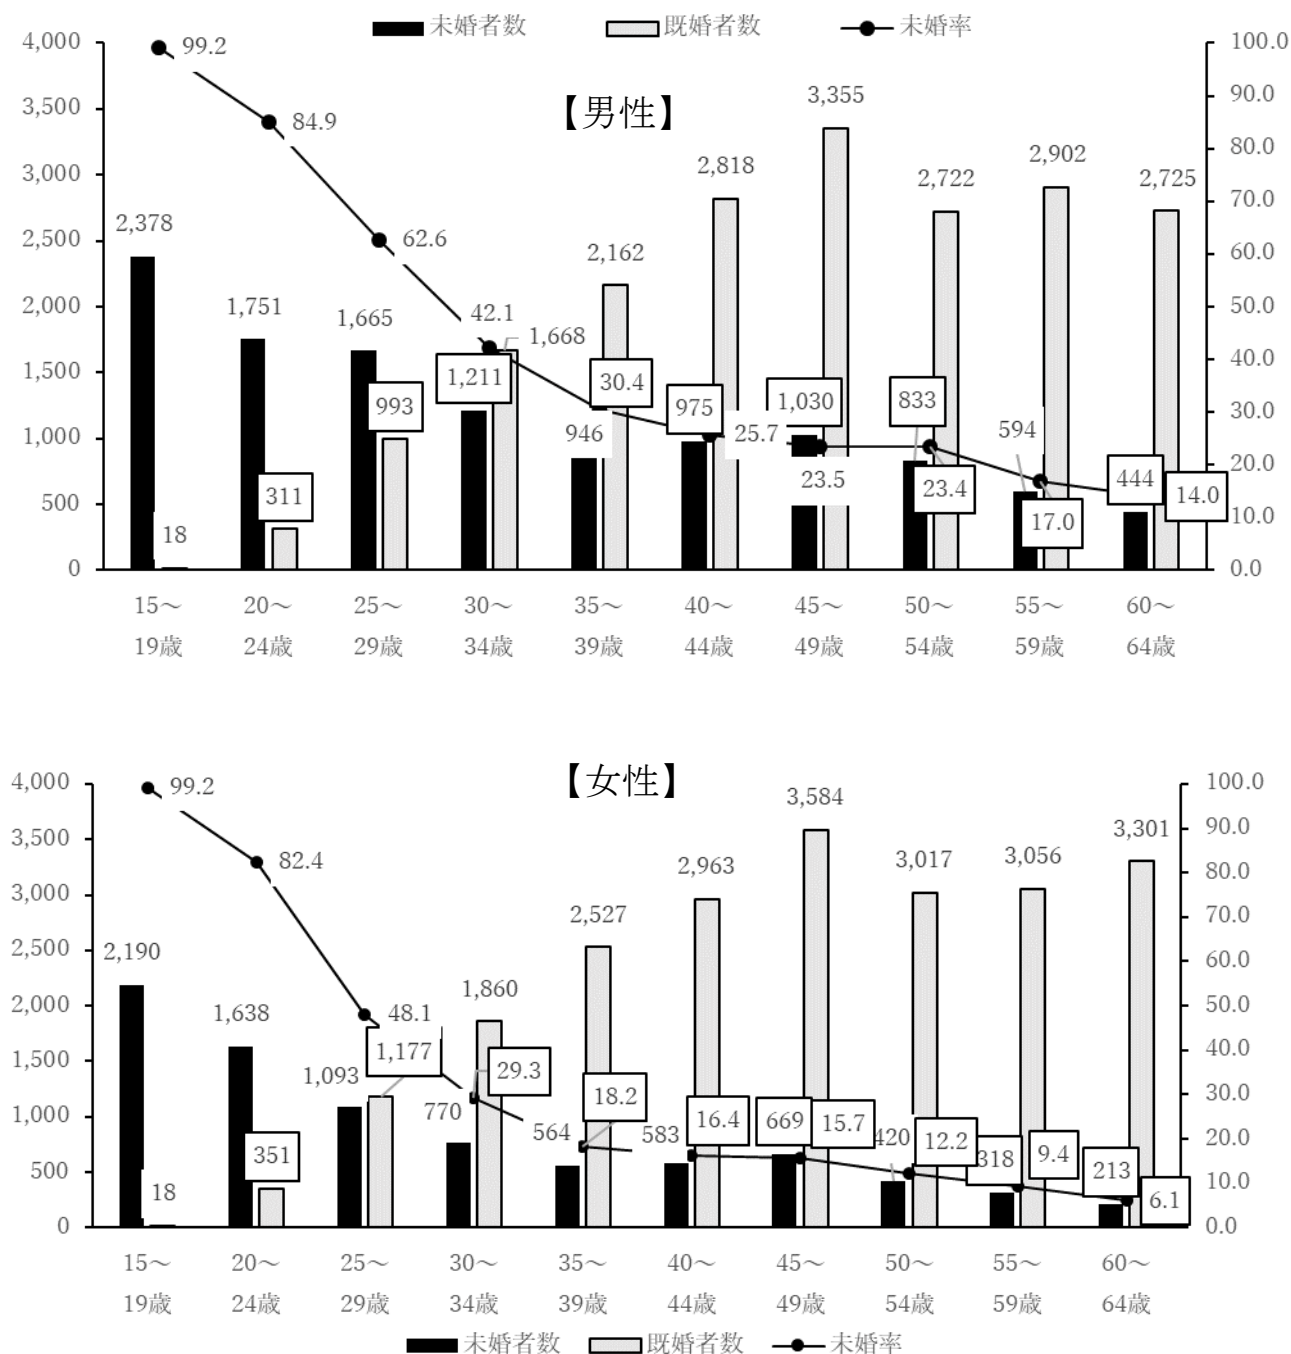 未婚者数 既婚者数 未婚率
【男性】
4,000 3,500 3,000 2,500 2,000 1,500 1,000 500 0
100.0 90.0 80.0 70.0 60.0 50.0 40.0 30.0 20.0 10.0 0.0
99.2 84.9 62.6 42.1 30.4 25.7 23.5 23.4 17.0 14.0
2,378 1,751 1,665 1,211 946 975 1,030 833 594 444
18 311 993 1,668 2,162 2,818 3,355 2,722 2,902 2,725
15～ 20～ 25～ 30～ 35～ 40～ 45～ 50～ 55～ 60～
19歳 24歳 29歳 34歳 39歳 44歳 49歳 54歳 59歳 64歳
【女性】
4,000 3,500 3,000 2,500 2,000 1,500 1,000 500 0
100.0 90.0 80.0 70.0 60.0 50.0 40.0 30.0 20.0 10.0 0.0
99.2 82.4 48.1 29.3 18.2 16.4 15.7 12.2 9.4 6.1
2,190 1,638 1,093 770 564 583 669 420 318 213
18 351 1,177 1,860 2,527 2,963 3,584 3,017 3,056 3,301
15～ 20～ 25～ 30～ 35～ 40～ 45～ 50～ 55～ 60～
19歳 24歳 29歳 34歳 39歳 44歳 49歳 54歳 59歳 64歳
未婚者数 既婚者数 未婚率